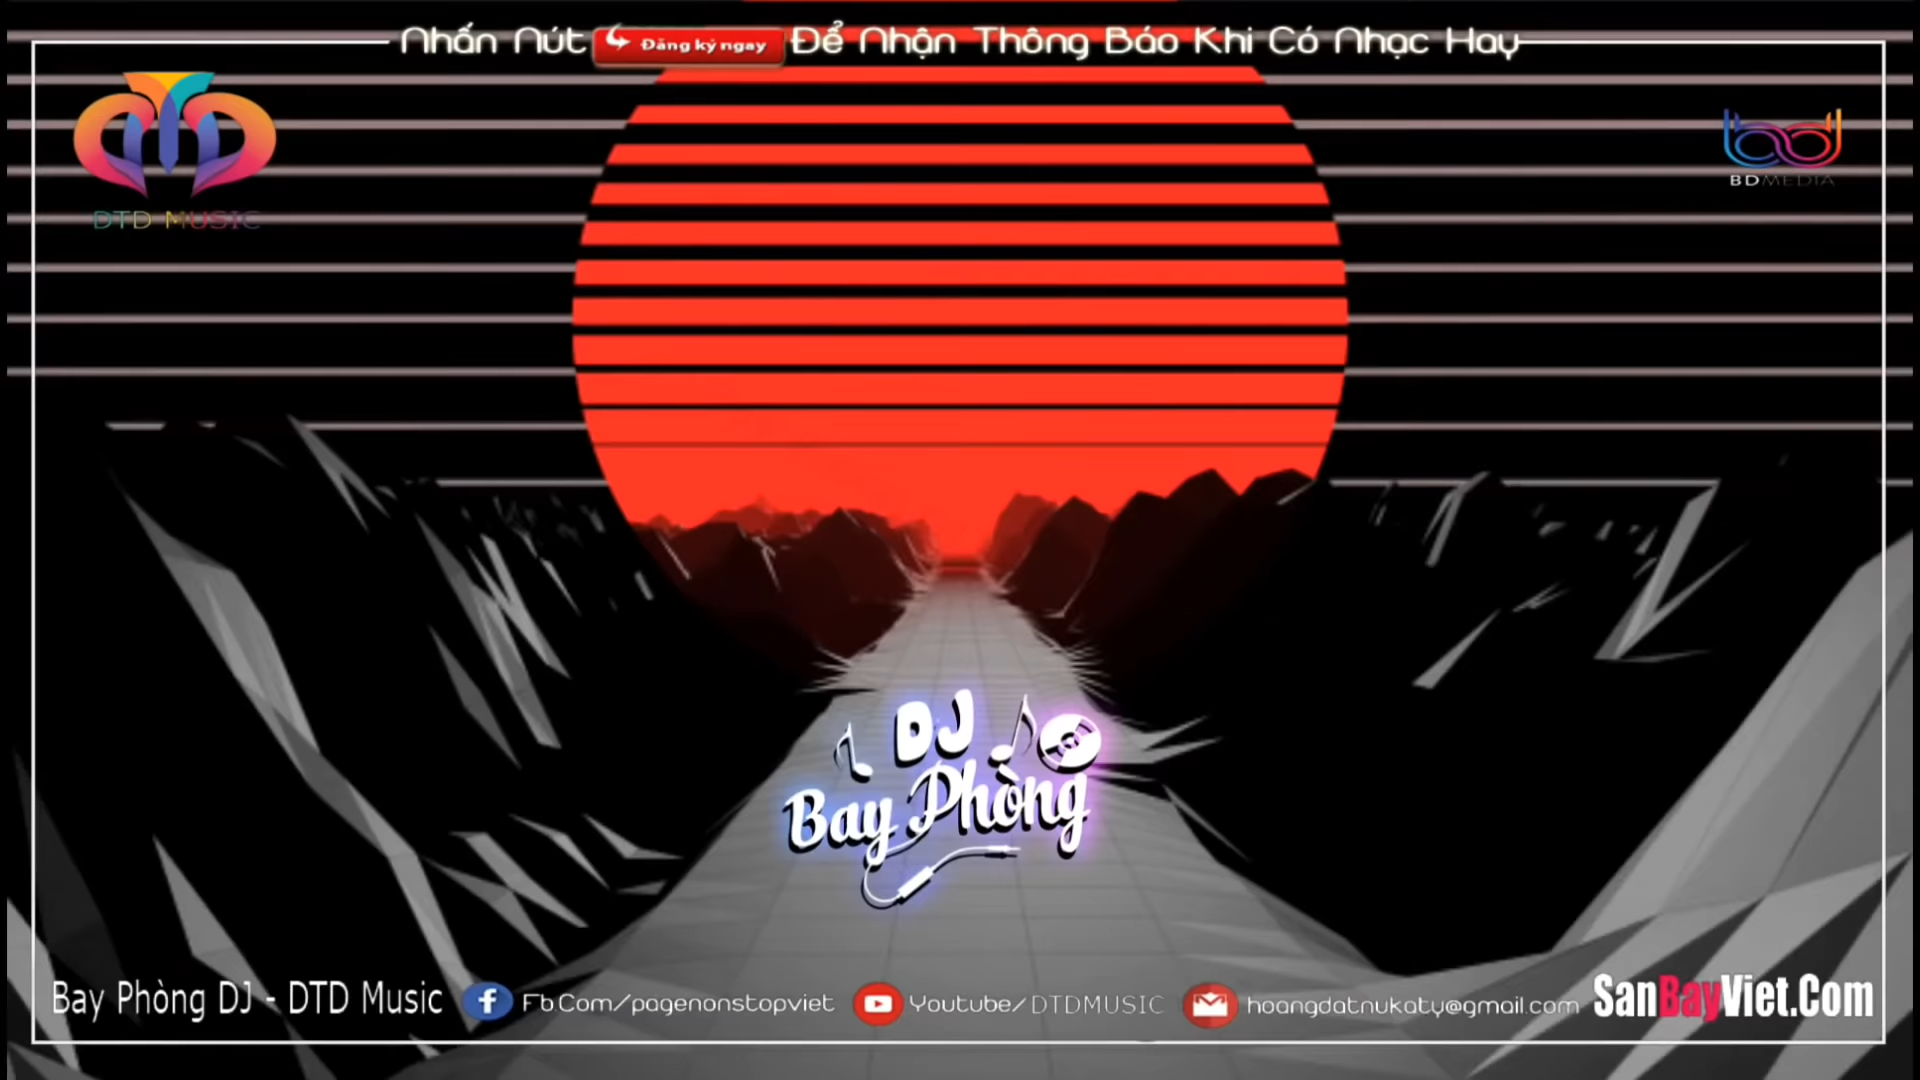 Nhấn Nút Đăng ký ngay Để Nhận Thông Báo Khi Có Nhạc Hay
DTD MUSIC
BDMEDIA
DJ
Bay Phòng
Bay Phòng DJ - DTD Music Fb.Com/pagenonstopviet Youtube/DTDMUSIC hoangdatnukaty@gmail.com SanBayViet.Com